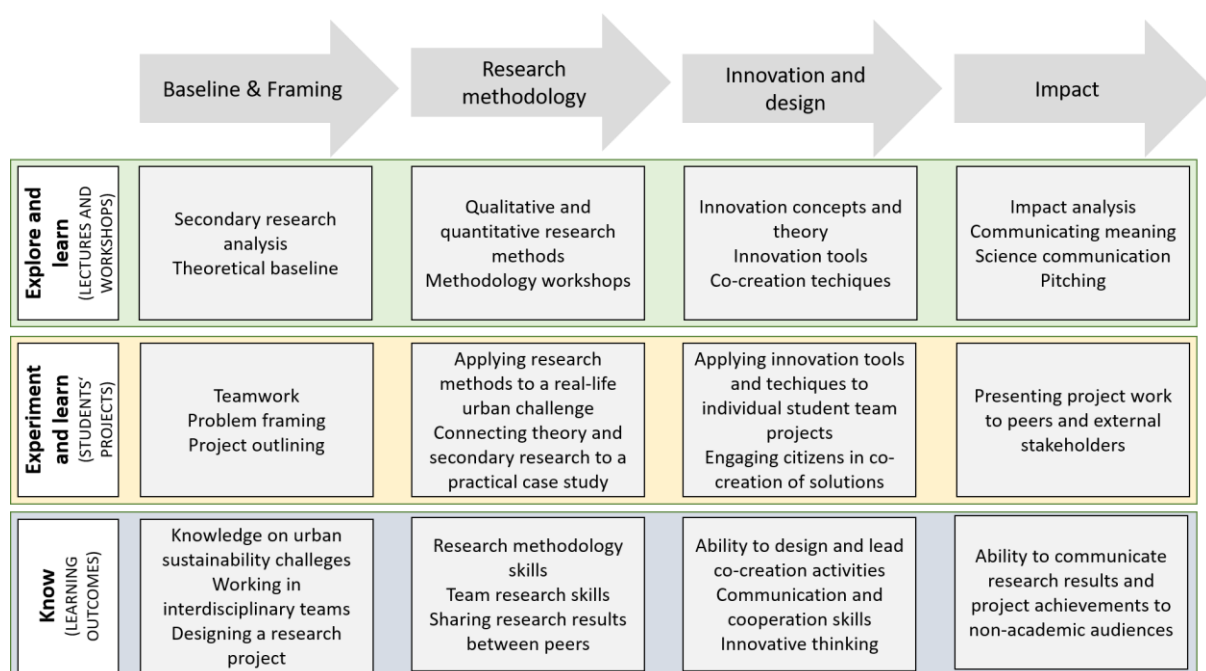 Baseline & Framing
Research
methodology
Innovation and
design
Impact
Explore and
learn
(LECTURES AND
WORKSHOPS)
Secondary research
analysis
Theoretical baseline
Qualitative and
quantitative research
methods
Methodology workshops
Innovation concepts and
theory
Innovation tools
Co-creation techiques
Impact analysis
Communicating meaning
Science communication
Pitching
Experiment
and learn
(STUDENTS'
PROJECTS)
Teamwork
Problem framing
Project outlining
Applying research
methods to a real-life
urban challenge
Connecting theory and
secondary research to a
practical case study
Applying innovation tools
and techiques to
individual student team
projects
Engaging citizens in co-
creation of solutions
Presenting project work
to peers and external
stakeholders
Know
(LEARNING
OUTCOMES)
Knowledge on urban
sustainability challeges
Working in
interdisciplinary teams
Designing a research
project
Research methodology
skills
Team research skills
Sharing research results
between peers
Ability to design and lead
co-creation activities
Communication and
cooperation skills
Innovative thinking
Ability to communicate
research results and
project achievements to
non-academic audiences